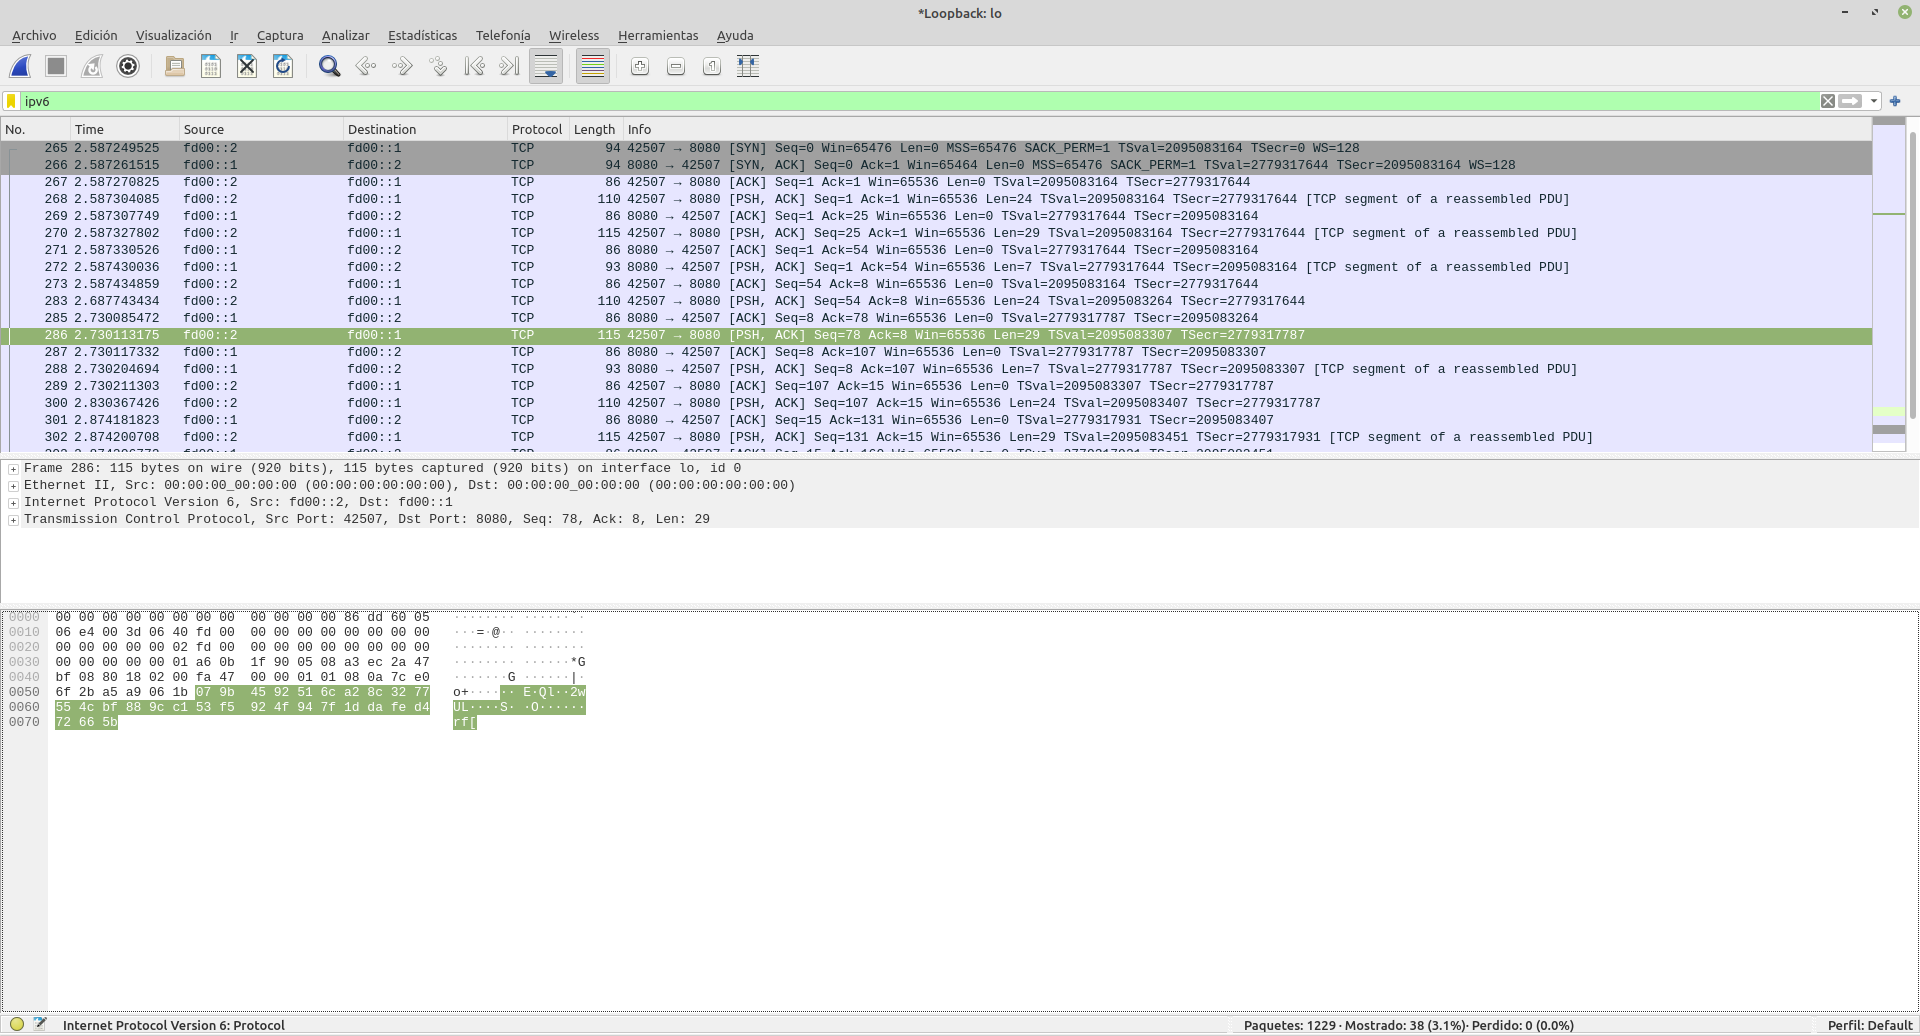 *Loopback: lo
Archivo Edición Visualización Ir Captura Analizar Estadísticas Telefonía Wireless Herramientas Ayuda
ipv6
No. Time Source Destination Protocol Length Info
265 2.587249525 fd00::2 fd00::1 TCP 94 42507 → 8080 [SYN] Seq=0 Win=65476 Len=0 MSS=65476 SACK_PERM=1 TSval=2095083164 TSecr=0 WS=128
266 2.587261515 fd00::1 fd00::2 TCP 94 8080 → 42507 [SYN, ACK] Seq=0 Ack=1 Win=65464 Len=0 MSS=65476 SACK_PERM=1 TSval=2779317644 TSecr=2095083164 WS=128
267 2.587270825 fd00::2 fd00::1 TCP 86 42507 → 8080 [ACK] Seq=1 Ack=1 Win=65536 Len=0 TSval=2095083164 TSecr=2779317644
268 2.587304085 fd00::2 fd00::1 TCP 110 42507 → 8080 [PSH, ACK] Seq=1 Ack=1 Win=65536 Len=24 TSval=2095083164 TSecr=2779317644 [TCP segment of a reassembled PDU]
269 2.587307749 fd00::1 fd00::2 TCP 86 8080 → 42507 [ACK] Seq=1 Ack=25 Win=65536 Len=0 TSval=2779317644 TSecr=2095083164
270 2.587327802 fd00::2 fd00::1 TCP 115 42507 → 8080 [PSH, ACK] Seq=25 Ack=1 Win=65536 Len=29 TSval=2095083164 TSecr=2779317644 [TCP segment of a reassembled PDU]
271 2.587330526 fd00::1 fd00::2 TCP 86 8080 → 42507 [ACK] Seq=1 Ack=54 Win=65536 Len=0 TSval=2779317644 TSecr=2095083164
272 2.587430036 fd00::1 fd00::2 TCP 93 8080 → 42507 [PSH, ACK] Seq=1 Ack=54 Win=65536 Len=7 TSval=2779317644 TSecr=2095083164 [TCP segment of a reassembled PDU]
273 2.587434859 fd00::2 fd00::1 TCP 86 42507 → 8080 [ACK] Seq=54 Ack=8 Win=65536 Len=0 TSval=2095083164 TSecr=2779317644
283 2.687743434 fd00::2 fd00::1 TCP 110 42507 → 8080 [PSH, ACK] Seq=54 Ack=8 Win=65536 Len=24 TSval=2095083264 TSecr=2779317644
285 2.730085472 fd00::1 fd00::2 TCP 86 8080 → 42507 [ACK] Seq=8 Ack=78 Win=65536 Len=0 TSval=2779317787 TSecr=2095083264
286 2.730113175 fd00::2 fd00::1 TCP 115 42507 → 8080 [PSH, ACK] Seq=78 Ack=8 Win=65536 Len=29 TSval=2095083307 TSecr=2779317787
287 2.730117332 fd00::1 fd00::2 TCP 86 8080 → 42507 [ACK] Seq=8 Ack=107 Win=65536 Len=0 TSval=2779317787 TSecr=2095083307
288 2.730204694 fd00::1 fd00::2 TCP 93 8080 → 42507 [PSH, ACK] Seq=8 Ack=107 Win=65536 Len=7 TSval=2779317787 TSecr=2095083307 [TCP segment of a reassembled PDU]
289 2.730211303 fd00::2 fd00::1 TCP 86 42507 → 8080 [ACK] Seq=107 Ack=15 Win=65536 Len=0 TSval=2095083307 TSecr=2779317787
300 2.830367426 fd00::2 fd00::1 TCP 110 42507 → 8080 [PSH, ACK] Seq=107 Ack=15 Win=65536 Len=24 TSval=2095083407 TSecr=2779317787
301 2.874181823 fd00::1 fd00::2 TCP 86 8080 → 42507 [ACK] Seq=15 Ack=131 Win=65536 Len=0 TSval=2779317931 TSecr=2095083407
302 2.874200708 fd00::2 fd00::1 TCP 115 42507 → 8080 [PSH, ACK] Seq=131 Ack=15 Win=65536 Len=29 TSval=2095083451 TSecr=2779317931 [TCP segment of a reassembled PDU]
Frame 286: 115 bytes on wire (920 bits), 115 bytes captured (920 bits) on interface lo, id 0
Ethernet II, Src: 00:00:00_00:00:00 (00:00:00:00:00:00), Dst: 00:00:00_00:00:00 (00:00:00:00:00:00)
Internet Protocol Version 6, Src: fd00::2, Dst: fd00::1
Transmission Control Protocol, Src Port: 42507, Dst Port: 8080, Seq: 78, Ack: 8, Len: 29
0000 00 00 00 00 00 00 00 00 00 00 00 00 86 dd 60 05 ········ ······`·
0010 06 e4 00 3d 06 40 fd 00 00 00 00 00 00 00 00 00 ···=·@·· ········
0020 00 00 00 00 00 02 fd 00 00 00 00 00 00 00 00 00 ········ ········
0030 00 00 00 00 00 01 a6 0b 1f 90 05 08 a3 ec 2a 47 ········ ······*G
0040 bf 08 80 18 02 00 fa 47 00 00 01 01 08 0a 7c e0 ·······G ······|·
0050 6f 2b a5 a9 06 1b 07 9b 45 92 51 6c a2 8c 32 77 o+······ E·Ql··2w
0060 55 4c bf 88 9c c1 53 f5 92 4f 94 7f 1d da fe d4 UL····S· ·O······
0070 72 66 5b rf[
Internet Protocol Version 6: Protocol Paquetes: 1229 · Mostrado: 38 (3.1%)· Perdido: 0 (0.0%) Perfil: Default